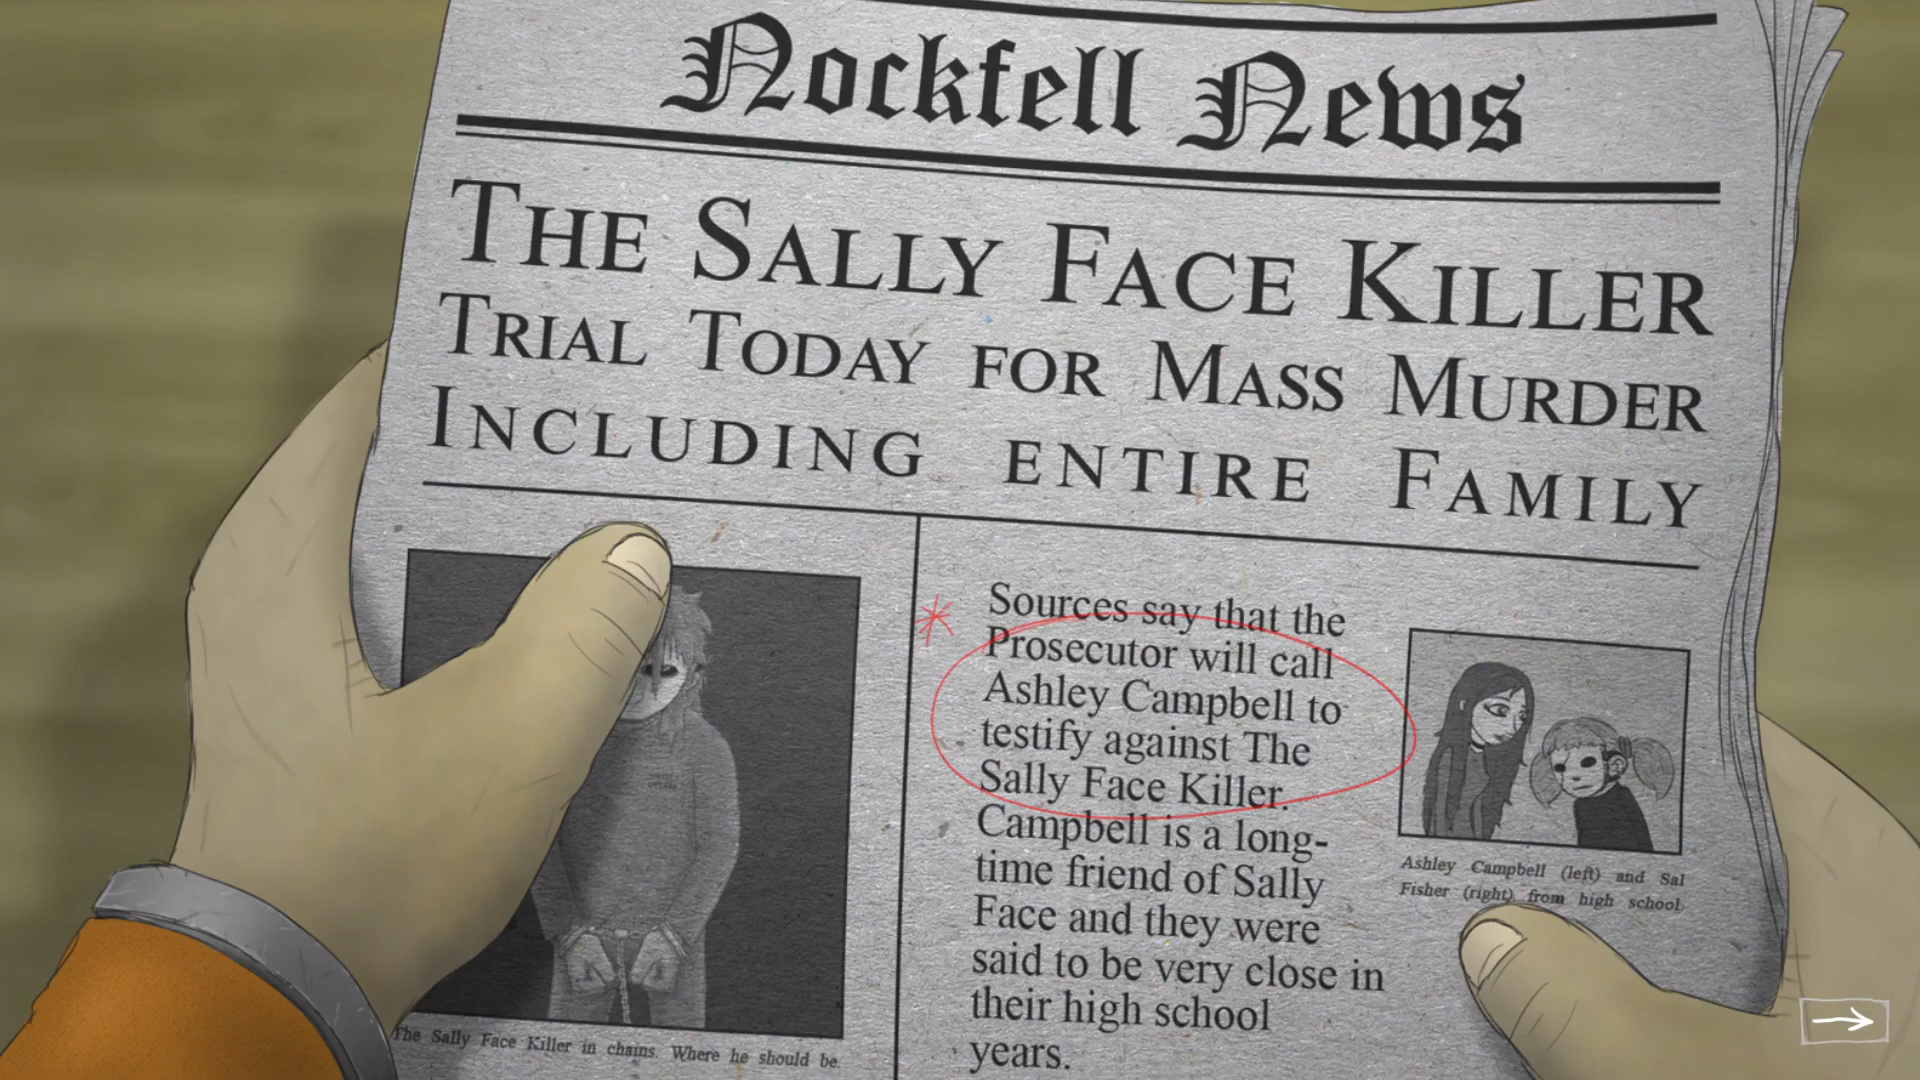 Nockfell News
The Sally Face Killer
Trial Today for Mass Murder
Including entire Family
Sources say that the
Prosecutor will call
Ashley Campbell to
testify against The
Sally Face Killer.
Campbell is a long-
time friend of Sally
Face and they were
said to be very close in
their high school
years.
Ashley Campbell (left) and Sal
Fisher (right) from high school.
The Sally Face Killer in chains. Where he should be.